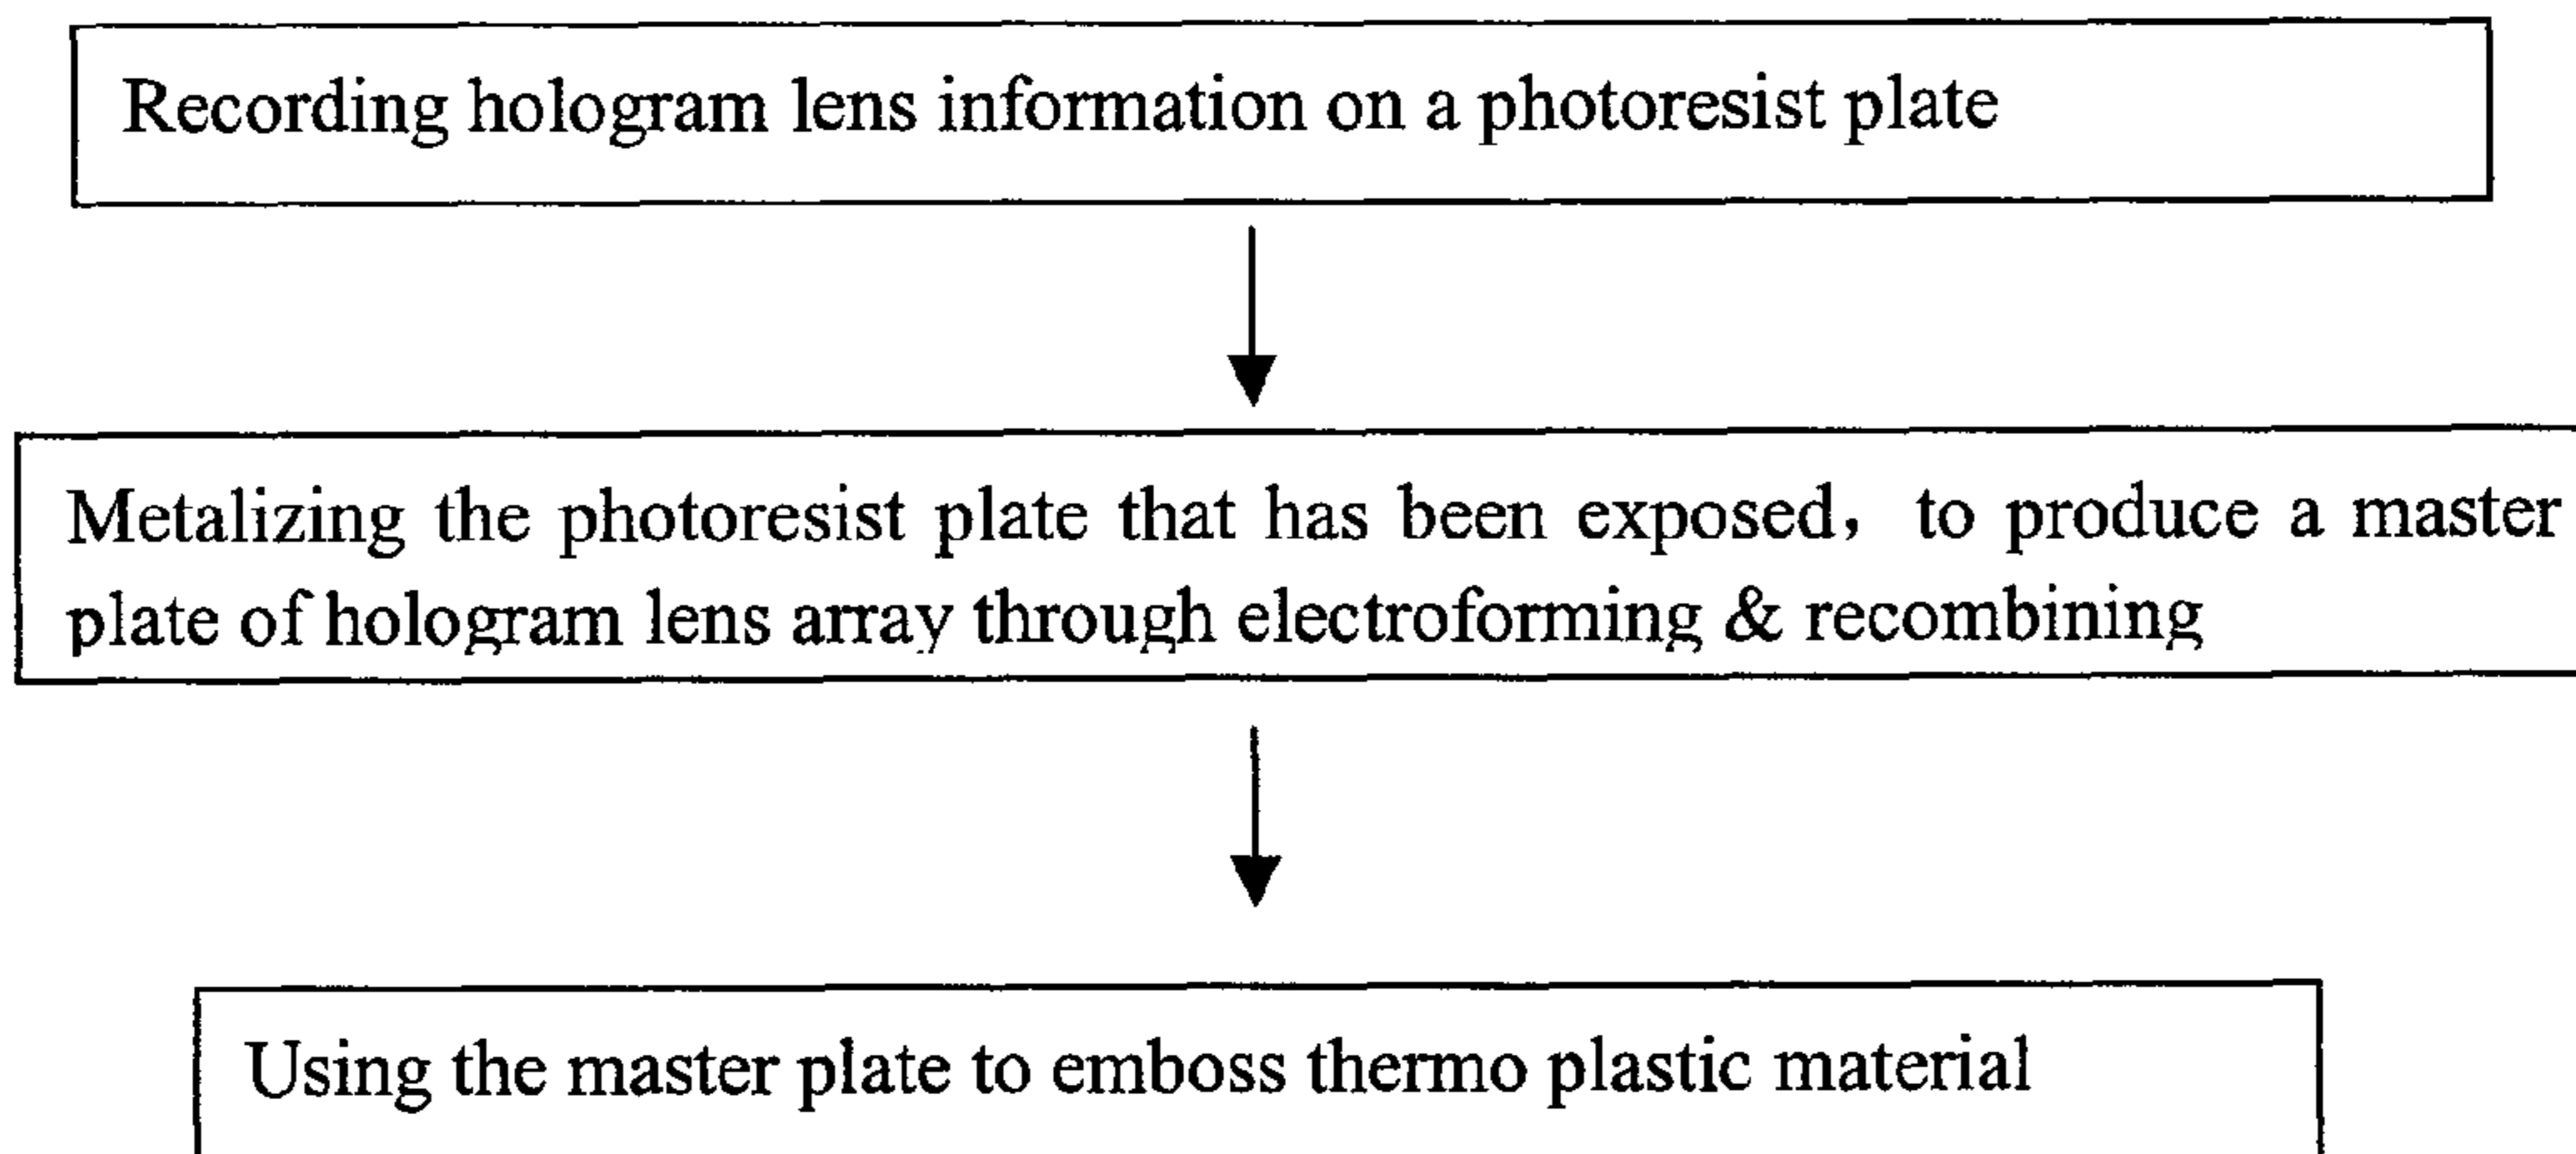 Recording hologram lens information on a photoresist plate
Metalizing the photoresist plate that has been exposed, to produce a master
plate of hologram lens array through electroforming & recombining
Using the master plate to emboss thermo plastic material